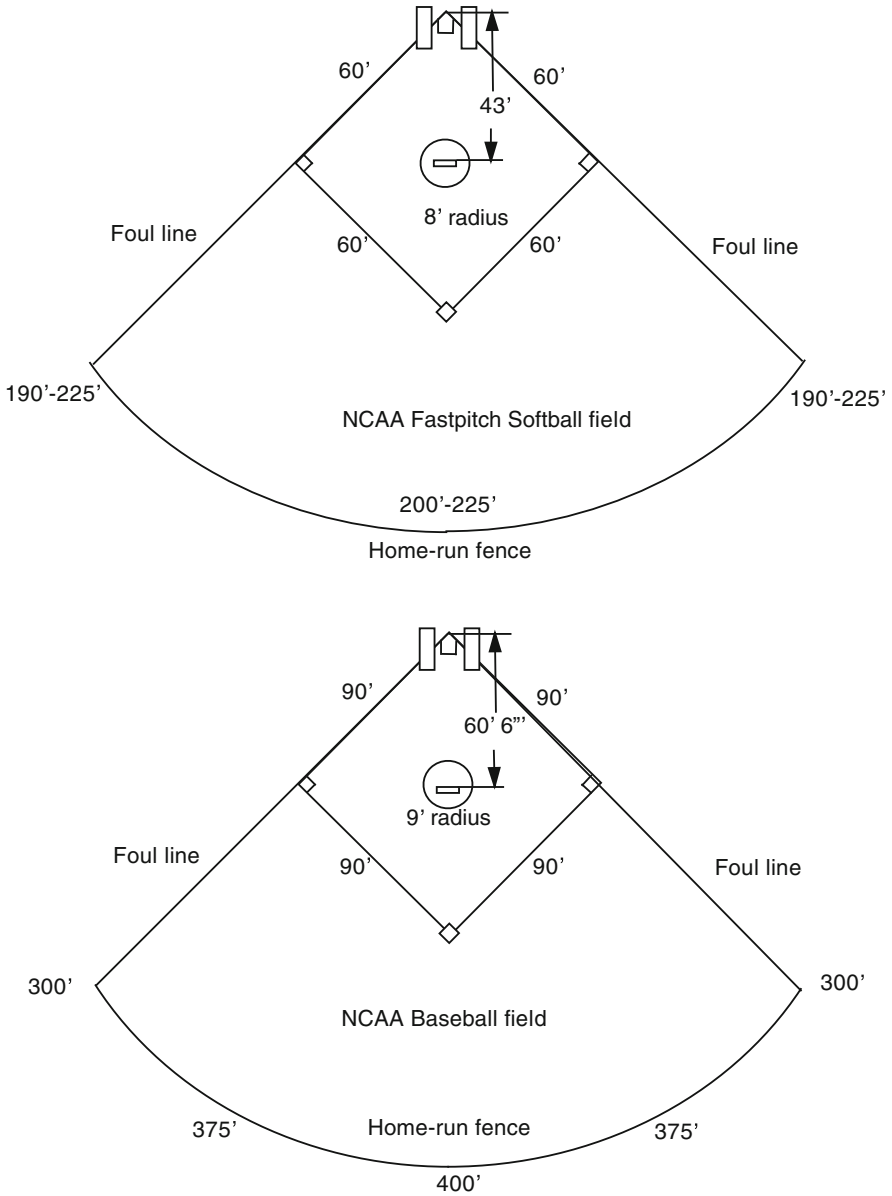 60’
60’
43’
8’ radius
Foul line
60’
60’
Foul line
190’-225’
190’-225’
NCAA Fastpitch Softball field
200’-225’
Home-run fence
90’
90’
60’ 6”’
9’ radius
Foul line
90’
90’
Foul line
300’
300’
NCAA Baseball field
375’
Home-run fence
375’
400’